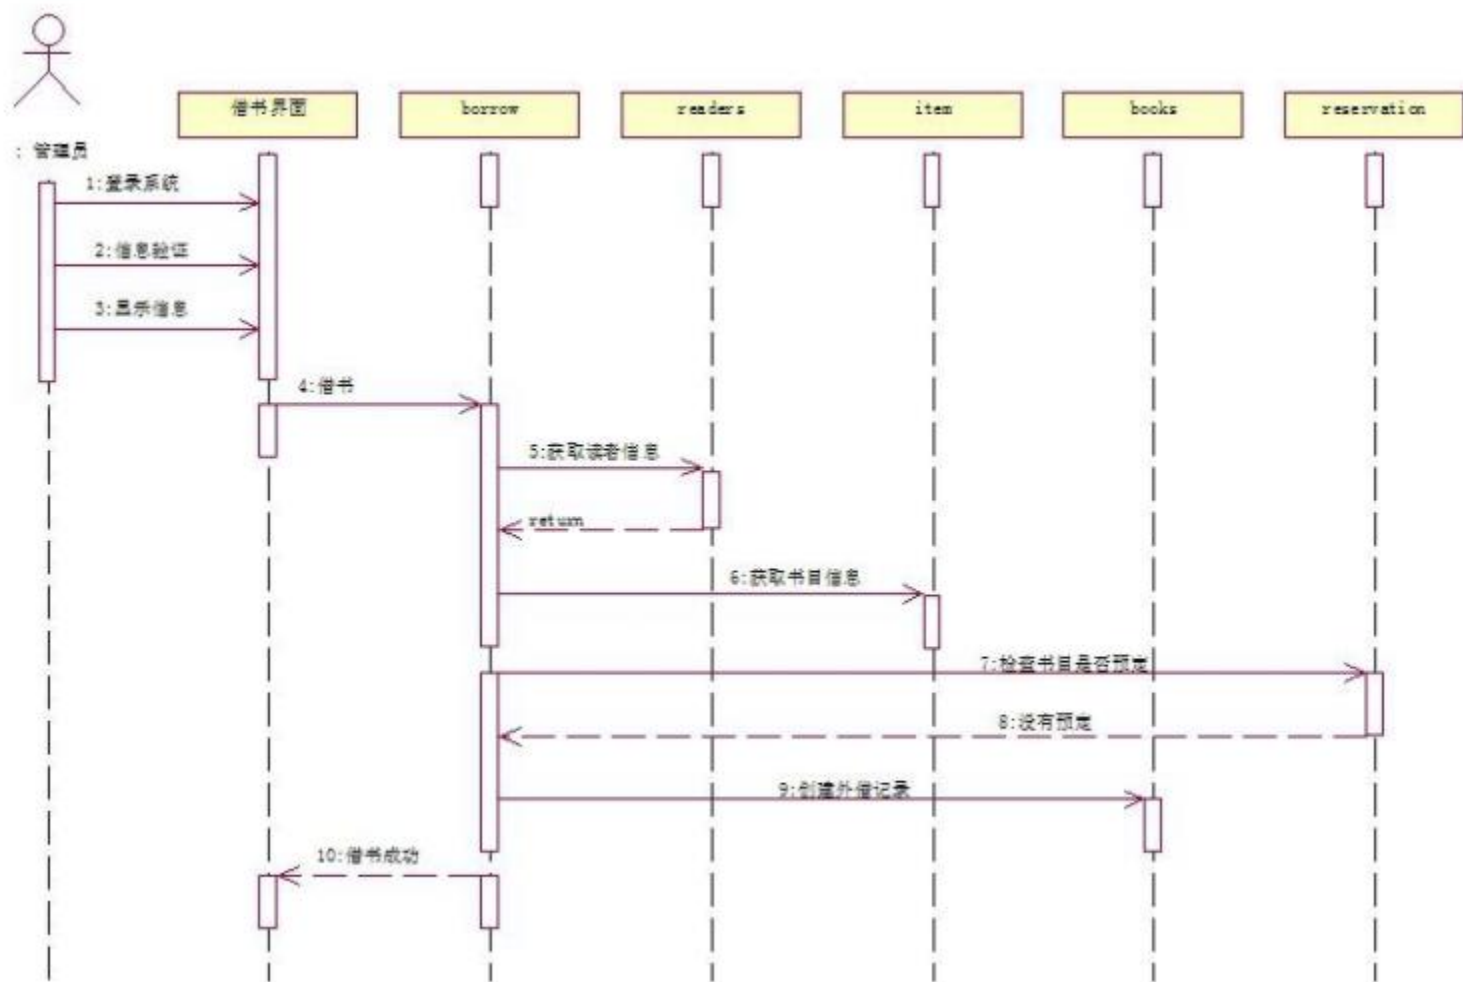 借书界面
borrow
readers
item
books
reservation
: 管理员
1:登录系统
2:信息验证
3:显示信息
4:借书
5:获取读者信息
return
6:获取书目信息
7:检查书目是否预定
8:没有预定
9:创建外借记录
10:借书成功